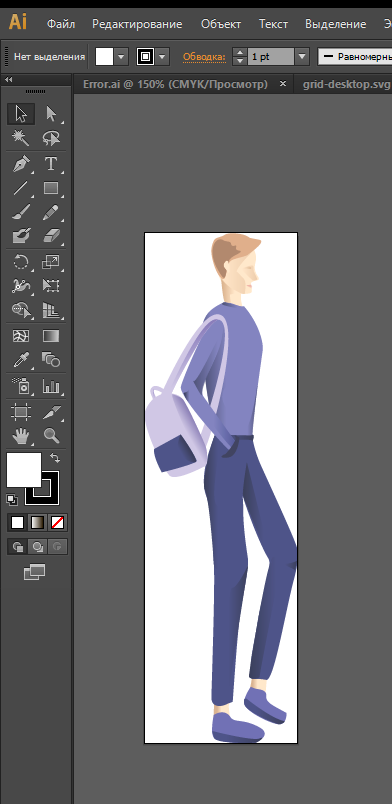 Ai Файл Редактирование Объект Текст Выделение Э
Нет выделения Обводка: 1 pt Равномерны
Error.ai @ 150% (CMYK/Просмотр) × grid-desktop.svg
T